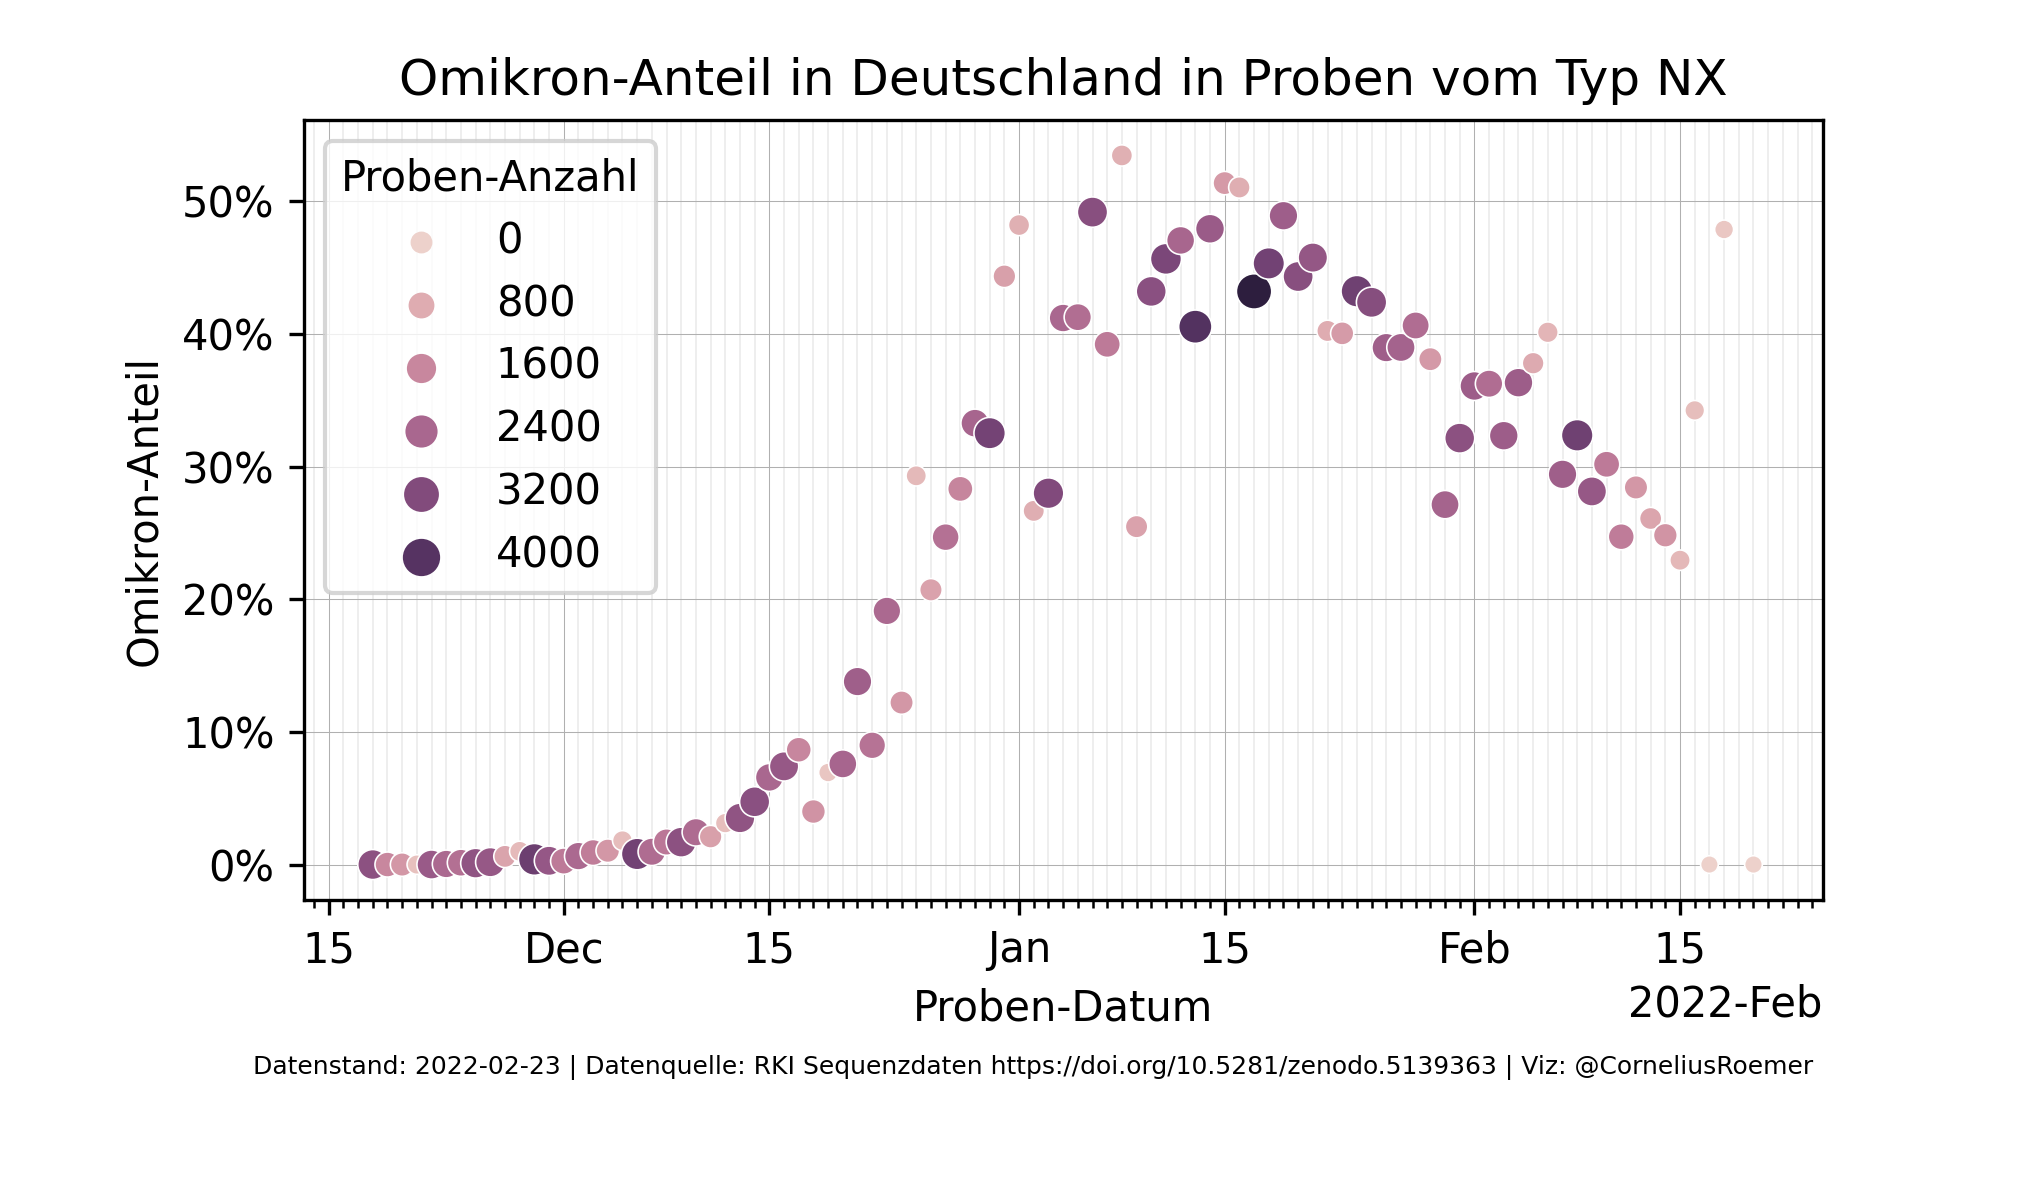 Omikron-Anteil in Deutschland in Proben vom Typ NX
Proben-Anzahl
0
800
1600
2400
3200
4000
50%
40%
30%
20%
10%
0%
Omikron-Anteil
15 Dec 15 Jan 15 Feb 15
2022-Feb
Proben-Datum
Datenstand: 2022-02-23 | Datenquelle: RKI Sequenzdaten https://doi.org/10.5281/zenodo.5139363 | Viz: @CorneliusRoemer